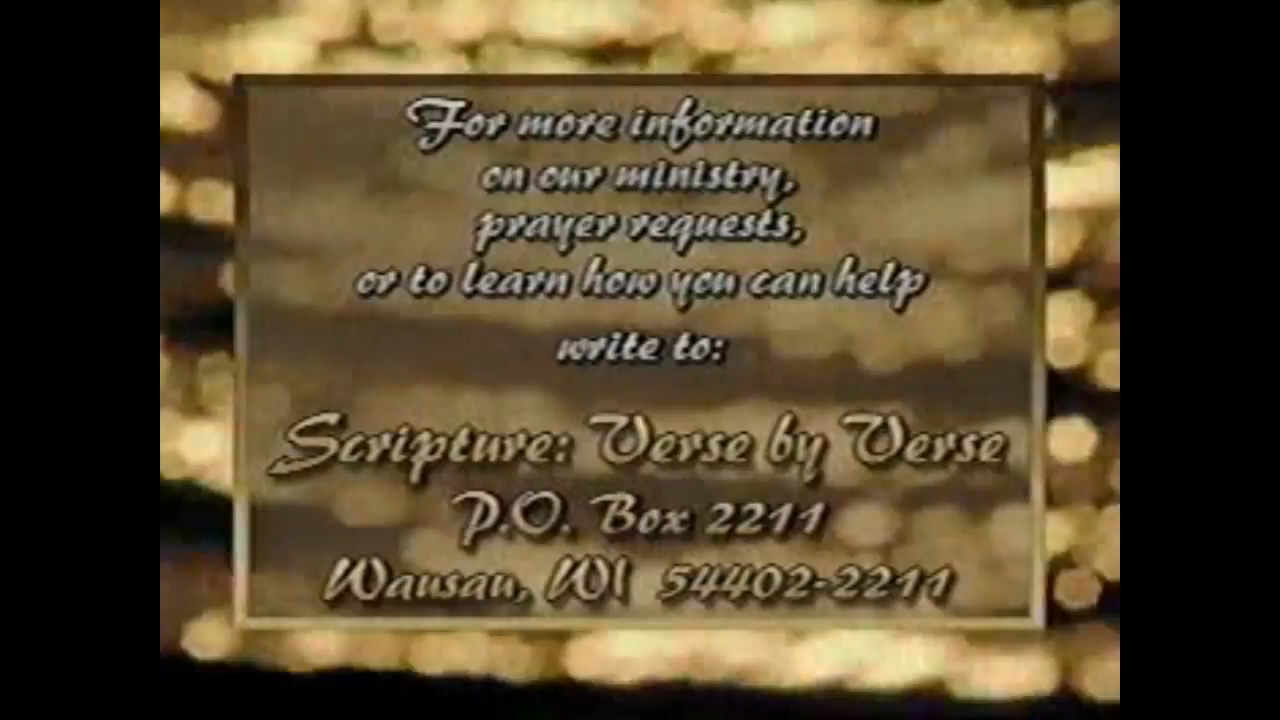 For more information
on our ministry,
prayer requests,
or to learn how you can help
write to:
Scripture: Verse by Verse
P.O. Box 2211
Wausau, WI 54402-2211